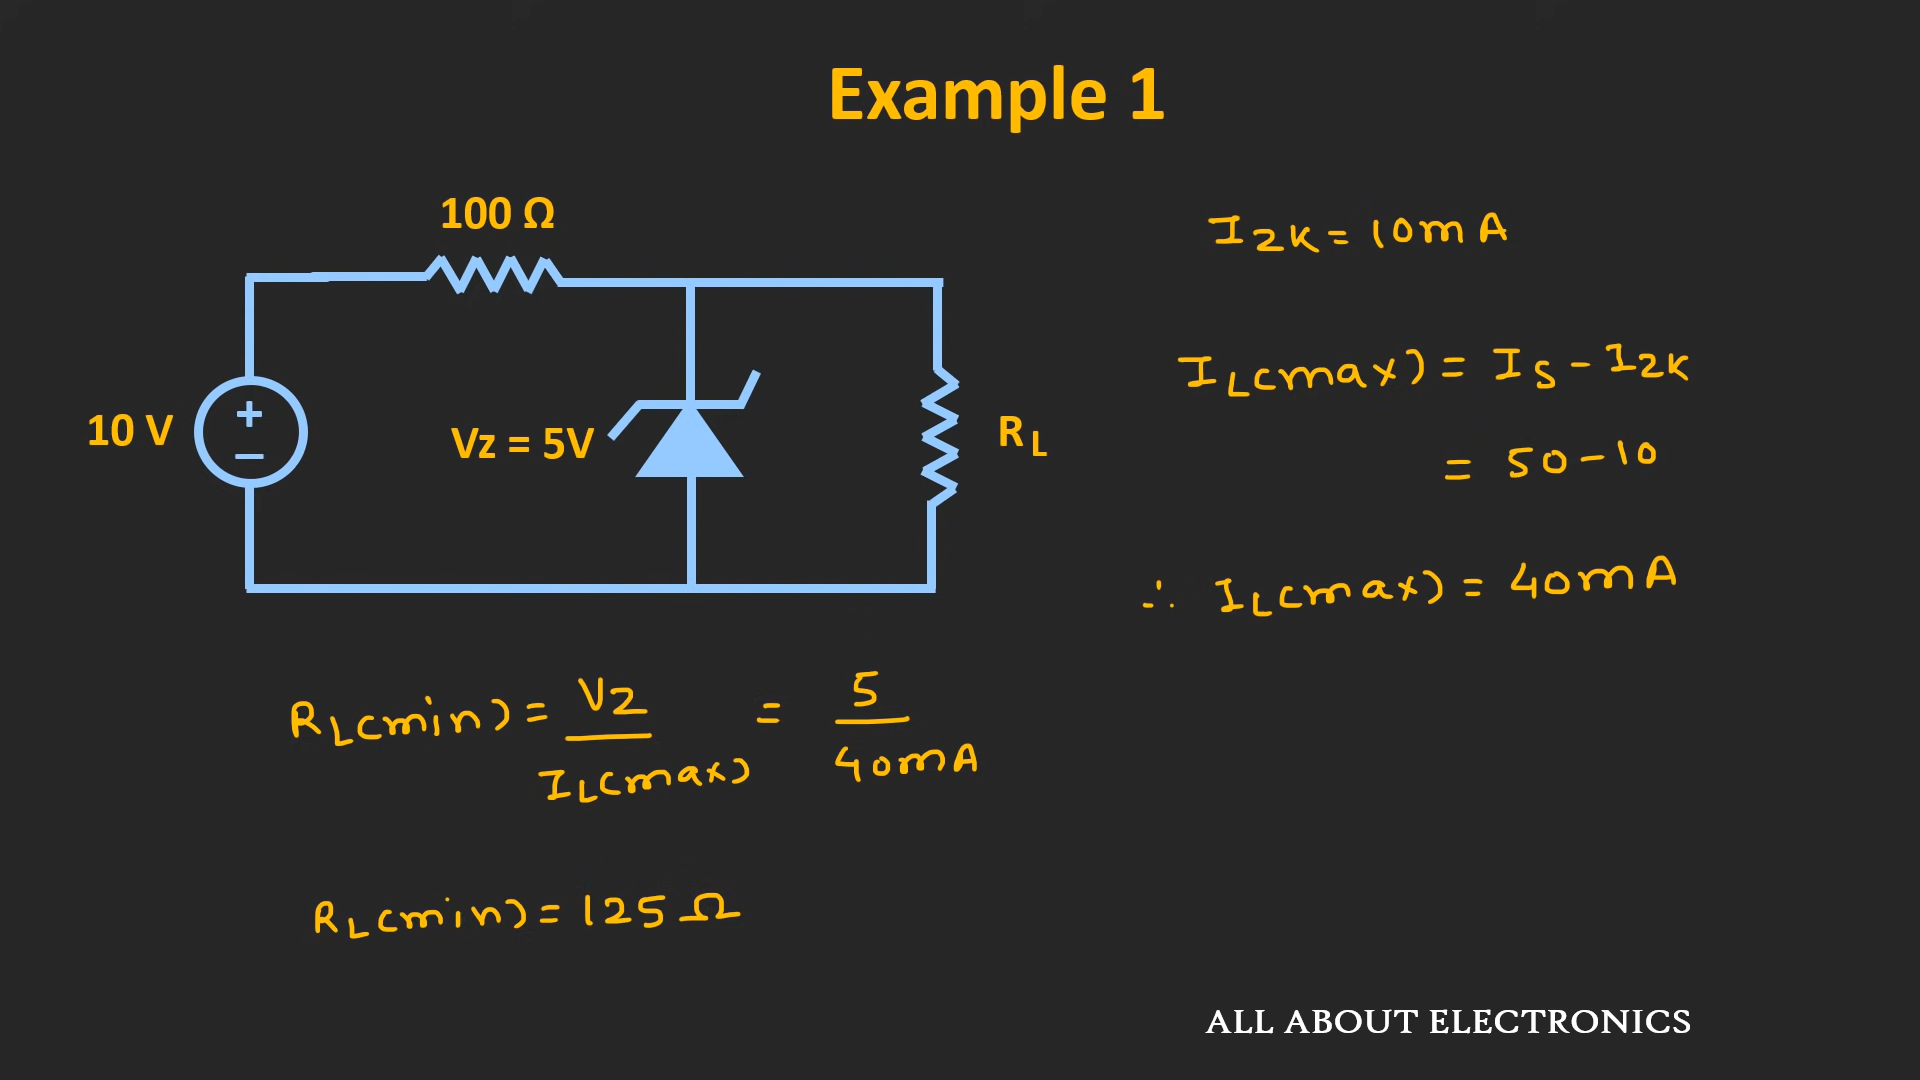 Example 1
100 Ω
10 V
+
−
Vz = 5V
RL
IZK = 10mA
IL(max) = IS - IZK
= 50 - 10
∴ IL(max) = 40mA
RL(min) = VZ / IL(max) = 5 / 40mA
RL(min) = 125 Ω
ALL ABOUT ELECTRONICS